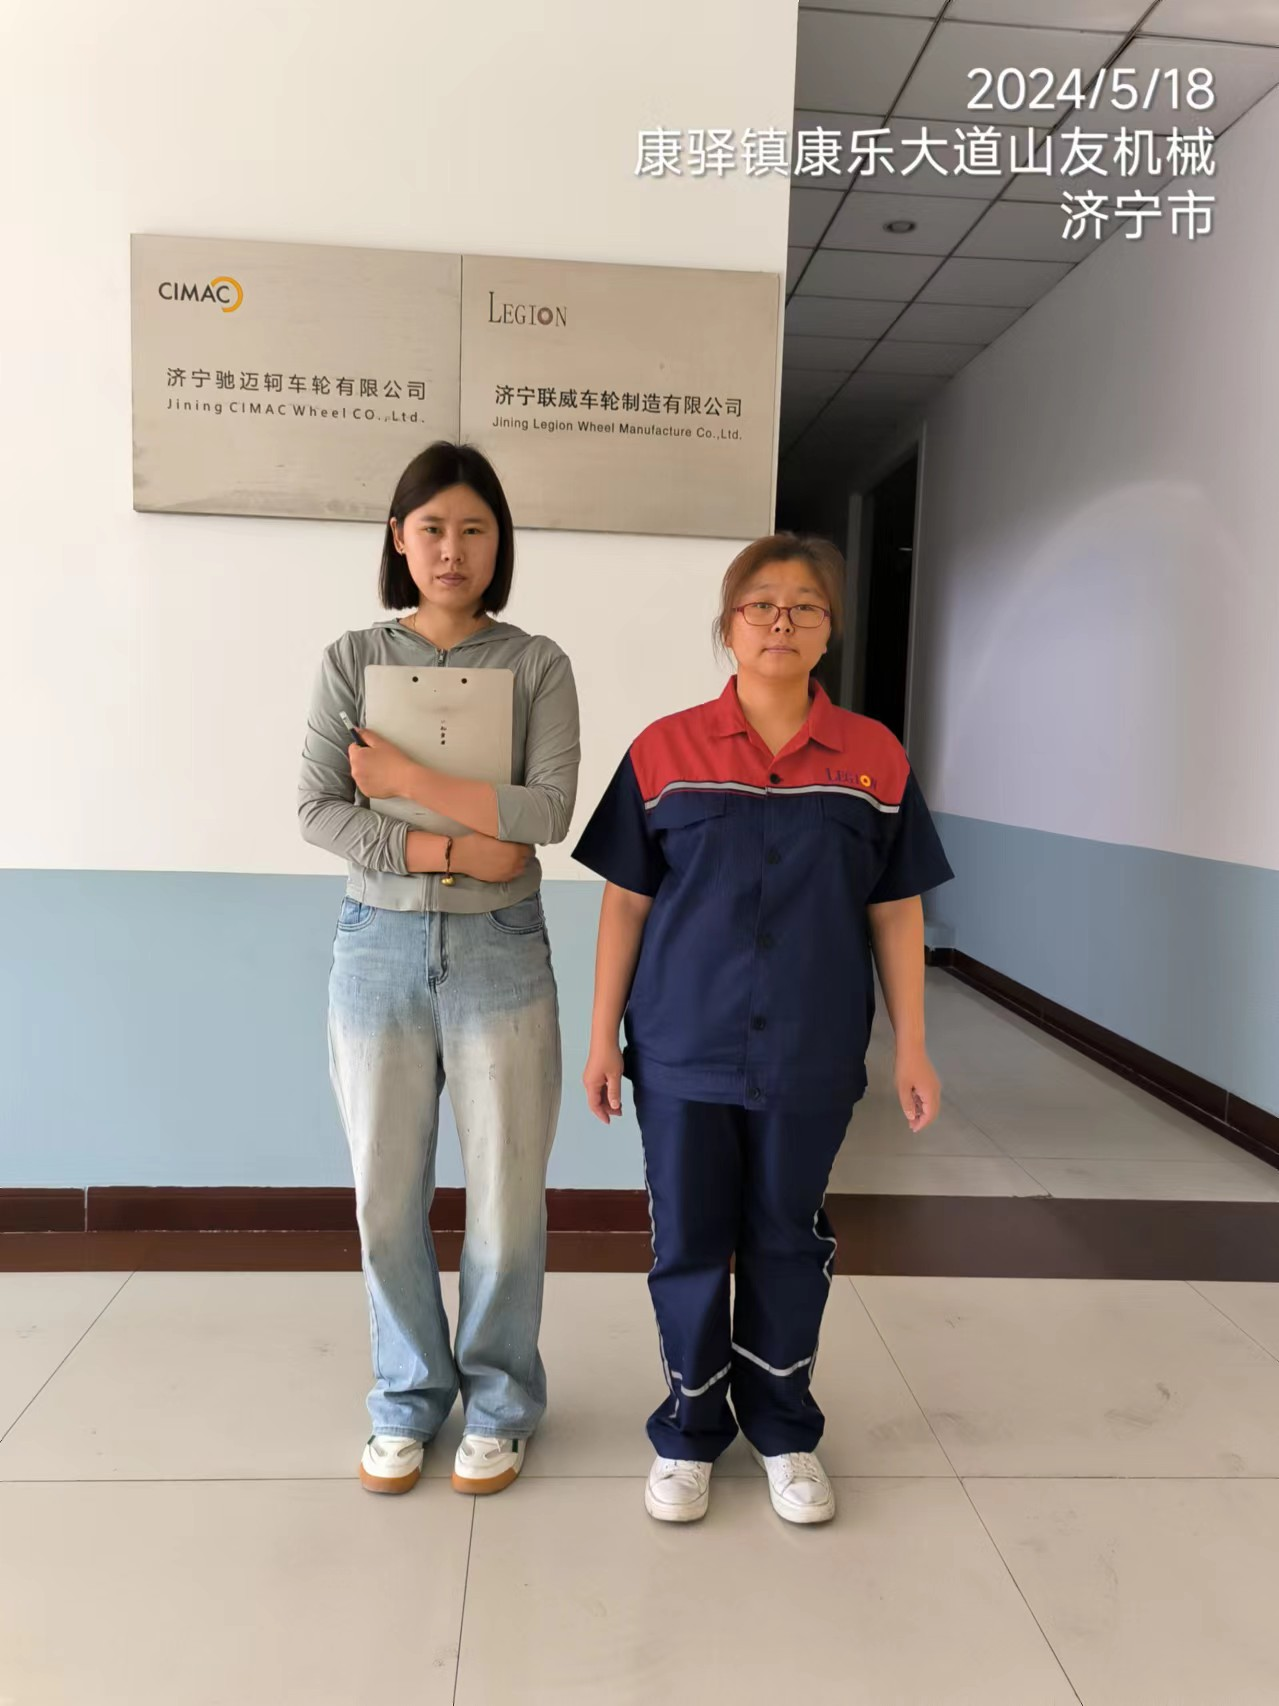 2024/5/18
康驿镇康乐大道山友机械
济宁市
CIMAC
济宁驰迈轲车轮有限公司
Jining CIMAC Wheel CO.,Ltd.
LEGION
济宁联威车轮制造有限公司
Jining Legion Wheel Manufacture Co.,Ltd.
LEGION